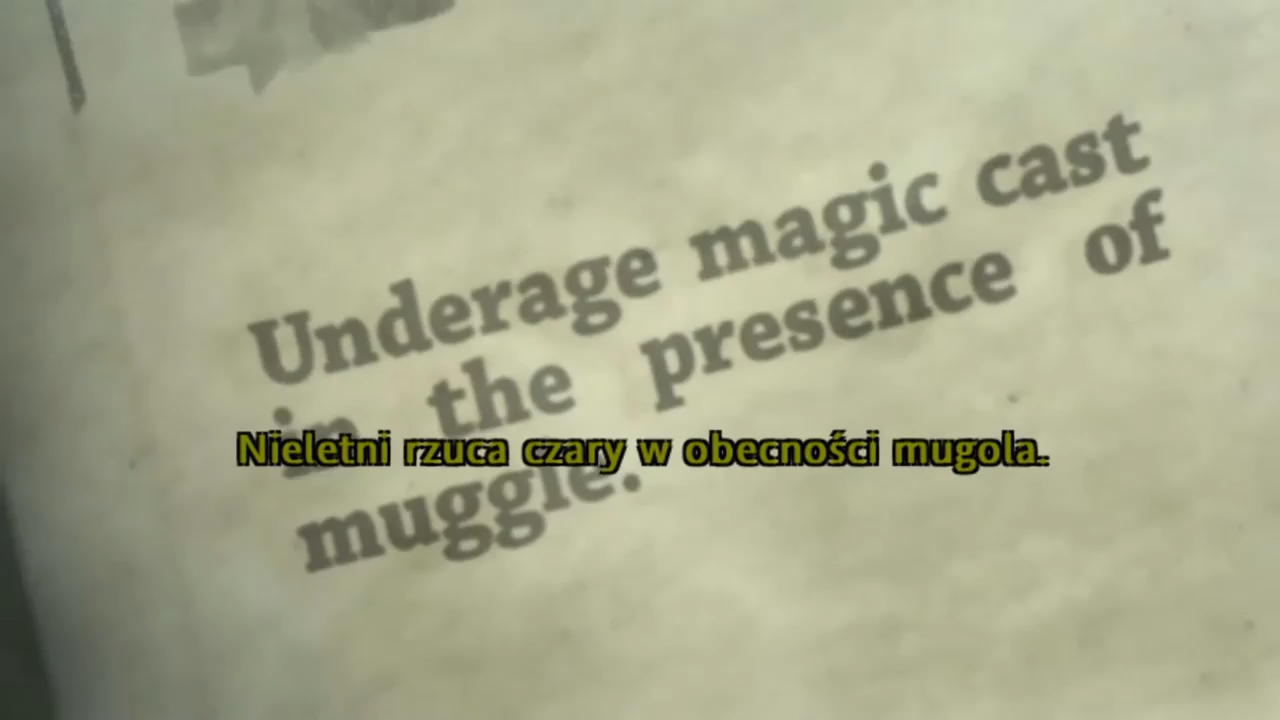 Underage magic cast
in the presence of
muggle.
Nieletni rzuca czary w obecności mugola.